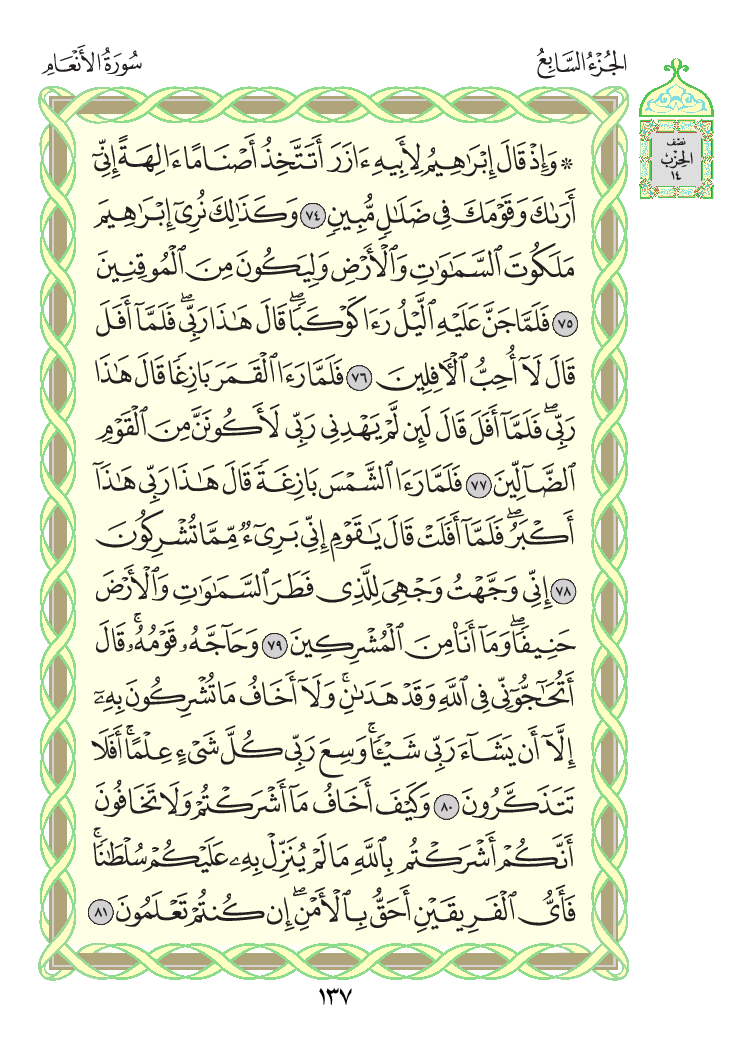 سُورَةُ الأَنْعَامِ
الجُزْءُ السَّابِعُ
نِصْف
الحِزْب
١٤
* وَإِذْ قَالَ إِبْرَٰهِيمُ لِأَبِيهِ ءَازَرَ أَتَتَّخِذُ أَصْنَامًا ءَالِهَةً إِنِّىٓ
أَرَىٰكَ وَقَوْمَكَ فِى ضَلَٰلٖ مُّبِينٖ ٧٤ وَكَذَٰلِكَ نُرِىٓ إِبْرَٰهِيمَ
مَلَكُوتَ ٱلسَّمَٰوَٰتِ وَٱلْأَرْضِ وَلِيَكُونَ مِنَ ٱلْمُوقِنِينَ
٧٥ فَلَمَّا جَنَّ عَلَيْهِ ٱلَّيْلُ رَءَا كَوْكَبٗاۖ قَالَ هَٰذَا رَبِّىۖ فَلَمَّآ أَفَلَ
قَالَ لَآ أُحِبُّ ٱلْأٓفِلِينَ ٧٦ فَلَمَّا رَءَا ٱلْقَمَرَ بَازِغٗا قَالَ هَٰذَا
رَبِّىۖ فَلَمَّآ أَفَلَ قَالَ لَئِن لَّمْ يَهْدِنِى رَبِّى لَأَكُونَنَّ مِنَ ٱلْقَوْمِ
ٱلضَّآلِّينَ ٧٧ فَلَمَّا رَءَا ٱلشَّمْسَ بَازِغَةٗ قَالَ هَٰذَا رَبِّى هَٰذَآ
أَكْبَرُۖ فَلَمَّآ أَفَلَتْ قَالَ يَٰقَوْمِ إِنِّى بَرِىٓءٞ مِّمَّا تُشْرِكُونَ
٧٨ إِنِّى وَجَّهْتُ وَجْهِىَ لِلَّذِى فَطَرَ ٱلسَّمَٰوَٰتِ وَٱلْأَرْضَ
حَنِيفٗاۖ وَمَآ أَنَا۠ مِنَ ٱلْمُشْرِكِينَ ٧٩ وَحَآجَّهُۥ قَوْمُهُۥۚ قَالَ
أَتُحَٰٓجُّوٓنِّى فِى ٱللَّهِ وَقَدْ هَدَىٰنِۚ وَلَآ أَخَافُ مَا تُشْرِكُونَ بِهِۦٓ
إِلَّآ أَن يَشَآءَ رَبِّى شَيْـٔٗاۚ وَسِعَ رَبِّى كُلَّ شَىْءٍ عِلْمًاۚ أَفَلَا
تَتَذَكَّرُونَ ٨٠ وَكَيْفَ أَخَافُ مَآ أَشْرَكْتُمْ وَلَا تَخَافُونَ
أَنَّكُمْ أَشْرَكْتُم بِٱللَّهِ مَا لَمْ يُنَزِّلْ بِهِۦ عَلَيْكُمْ سُلْطَٰنٗاۚ
فَأَىُّ ٱلْفَرِيقَيْنِ أَحَقُّ بِٱلْأَمْنِۖ إِن كُنتُمْ تَعْلَمُونَ ٨١
١٣٧